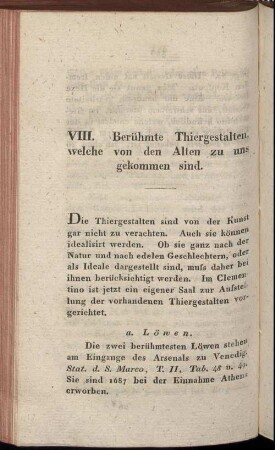 VIII. Berühmte Thiergestalten,
welche von den Alten zu uns
gekommen sind.
Die Thiergestalten sind von der Kunst
gar nicht zu verachten. Auch sie können
idealisirt werden. Ob sie ganz nach der
Natur und nach edelen Geschlechtern, oder
als Ideale dargestellt sind, muſs daher bei
ihnen berücksichtigt werden. Im Clemen-
tino ist jetzt ein eigener Saal zur Aufstel-
lung der vorhandenen Thiergestalten vor-
gerichtet.
a. Löwen.
Die zwei berühmtesten Löwen stehen
am Eingange des Arsenals zu Venedig.
Stat. d. S. Marco, T. II, Tab. 48 u.
Sie sind 1687 bei der Einnahme Athens
erworben.